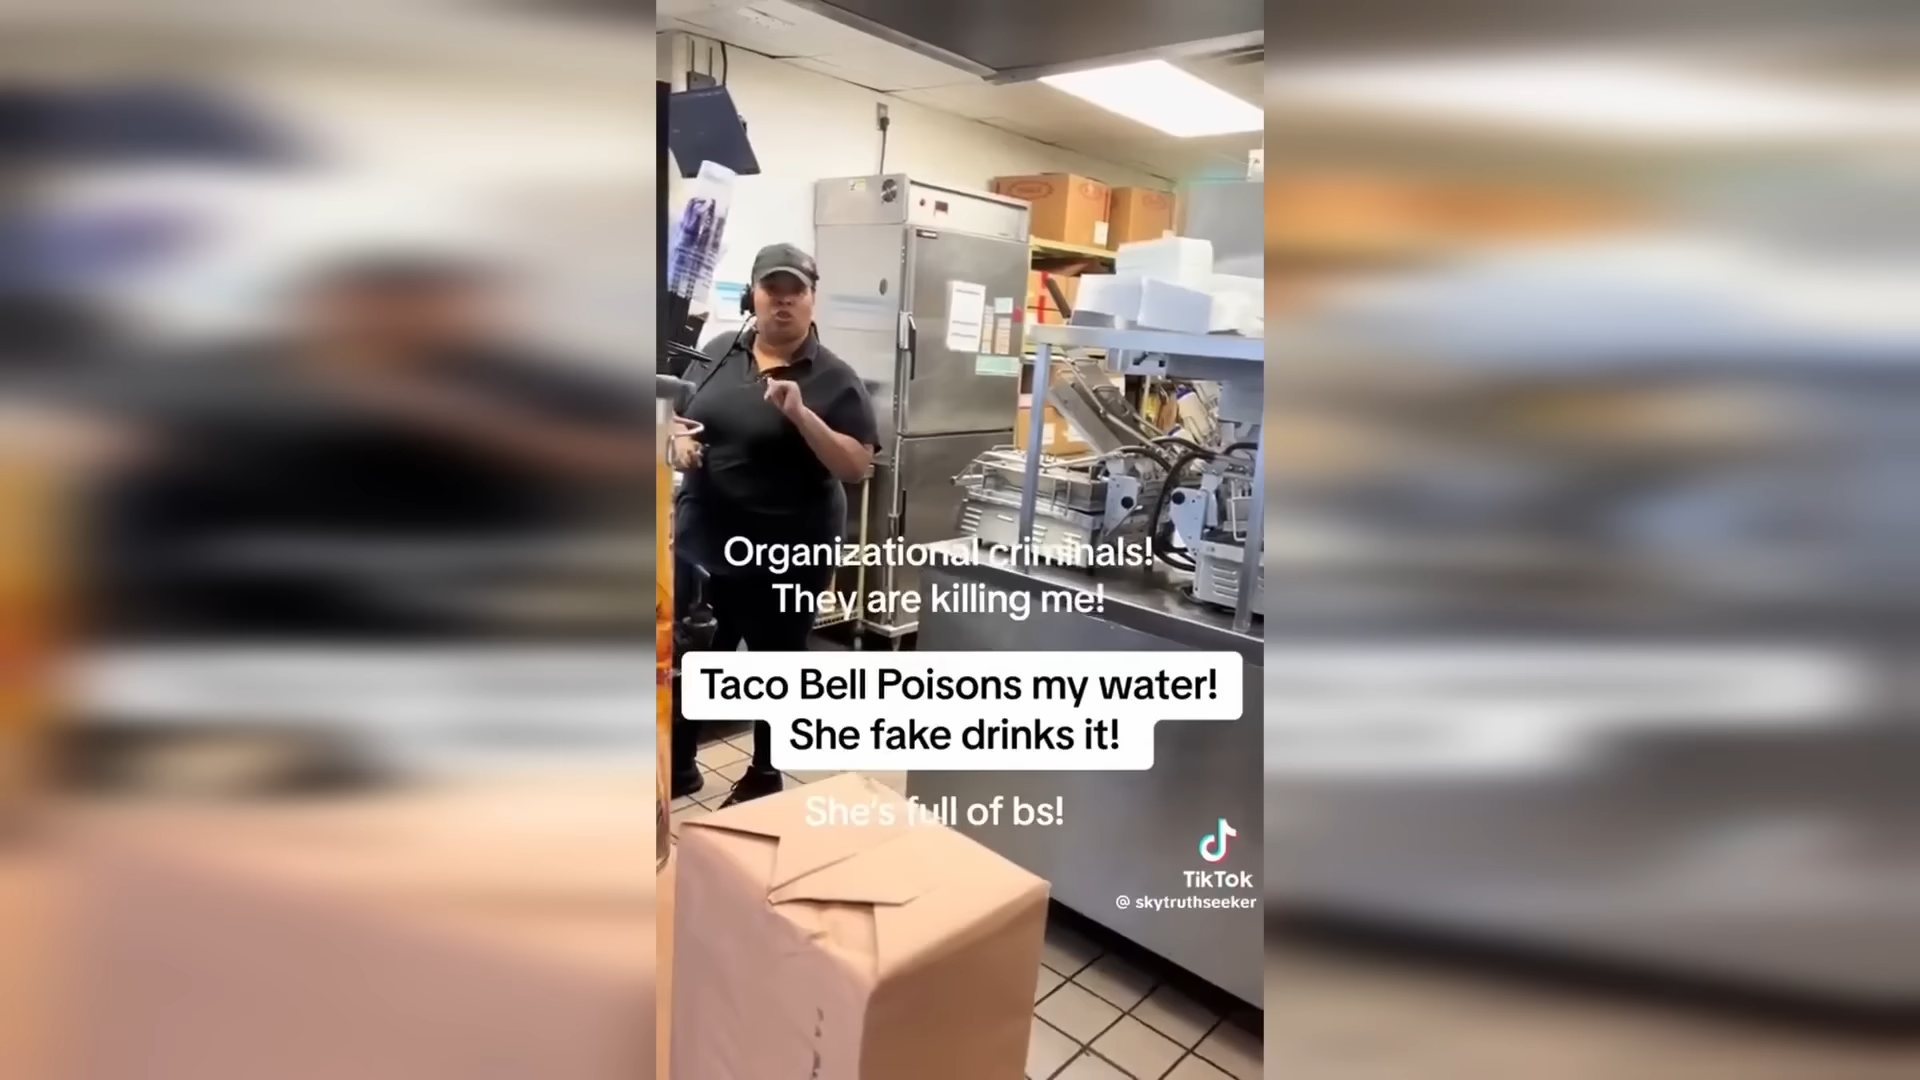 Organizational criminals!
They are killing me!
Taco Bell Poisons my water!
She fake drinks it!
She's full of bs!
TikTok
@ skytruthseeker